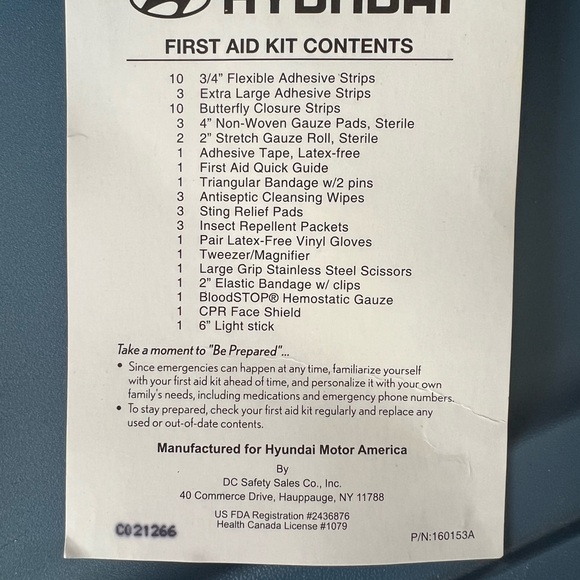 HYUNDAI
FIRST AID KIT CONTENTS
10 3/4” Flexible Adhesive Strips
3 Extra Large Adhesive Strips
10 Butterfly Closure Strips
3 4” Non-Woven Gauze Pads, Sterile
2 2” Stretch Gauze Roll, Sterile
1 Adhesive Tape, Latex-free
1 First Aid Quick Guide
1 Triangular Bandage w/2 pins
3 Antiseptic Cleansing Wipes
3 Sting Relief Pads
3 Insect Repellent Packets
1 Pair Latex-Free Vinyl Gloves
1 Tweezer/Magnifier
1 Large Grip Stainless Steel Scissors
1 2” Elastic Bandage w/ clips
1 BloodSTOP® Hemostatic Gauze
1 CPR Face Shield
1 6” Light stick
Take a moment to "Be Prepared"...
• Since emergencies can happen at any time, familiarize yourself
with your first aid kit ahead of time, and personalize it with your own
family's needs, including medications and emergency phone numbers.
• To stay prepared, check your first aid kit regularly and replace any
used or out-of-date contents.
Manufactured for Hyundai Motor America
By
DC Safety Sales Co., Inc.
40 Commerce Drive, Hauppauge, NY 11788
US FDA Registration #2436876
Health Canada License #1079
C021266
P/N:160153A